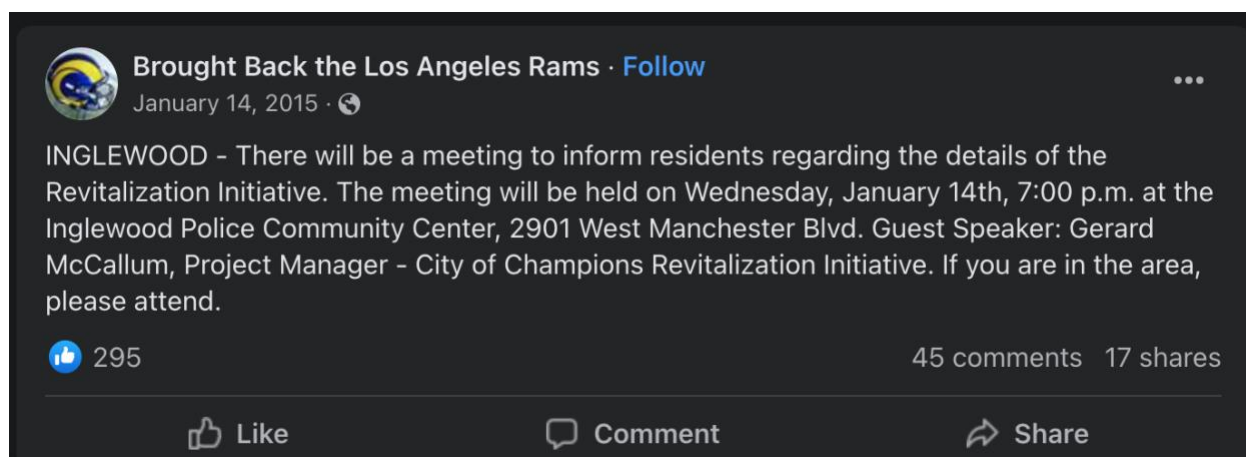 Brought Back the Los Angeles Rams · Follow
January 14, 2015 ·
INGLEWOOD - There will be a meeting to inform residents regarding the details of the
Revitalization Initiative. The meeting will be held on Wednesday, January 14th, 7:00 p.m. at the
Inglewood Police Community Center, 2901 West Manchester Blvd. Guest Speaker: Gerard
McCallum, Project Manager - City of Champions Revitalization Initiative. If you are in the area,
please attend.
295 45 comments 17 shares
Like Comment Share